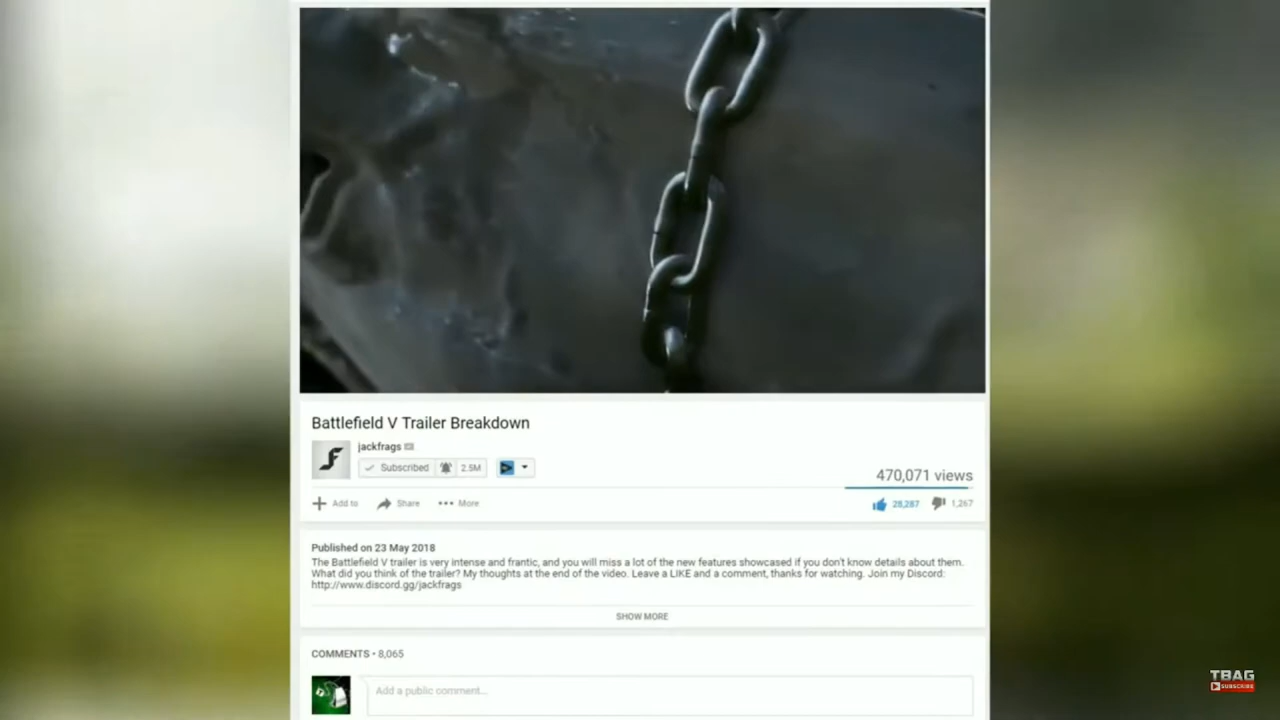 Battlefield V Trailer Breakdown
jackfrags
Subscribed 2.5M
470,071 views
Add to Share More
28,287 1,267
Published on 23 May 2018
The Battlefield V trailer is very intense and frantic, and you will miss a lot of the new features showcased if you don't know details about them.
What did you think of the trailer? My thoughts at the end of the video. Leave a LIKE and a comment, thanks for watching. Join my Discord:
http://www.discord.gg/jackfrags
SHOW MORE
COMMENTS • 8,065
Add a public comment...
TBAG
SUBSCRIBE